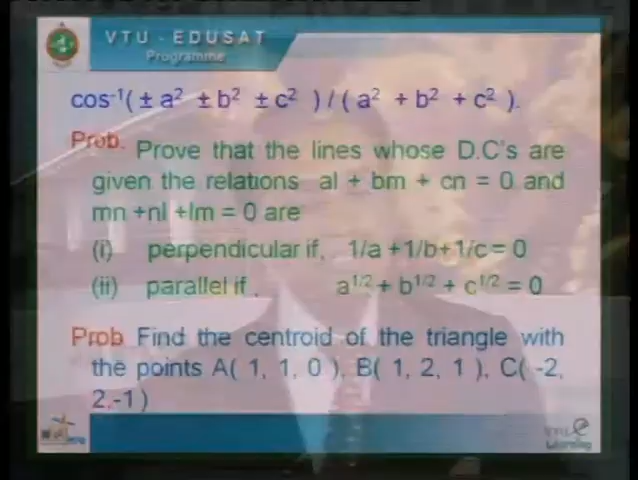 VTU - EDUSAT
Programme
cos⁻¹( ± a² ± b² ± c² ) / ( a² + b² + c² ).
Prob. Prove that the lines whose D.C's are
given the relations al + bm + cn = 0 and
mn +nl +lm = 0 are
(i) perpendicular if, 1/a +1/b+1/c = 0
(ii) parallel if , a^1/2 + b^1/2 + c^1/2 = 0
Prob Find the centroid of the triangle with
the points A( 1, 1, 0 ), B( 1, 2, 1 ), C( -2,
2,-1 )
VTU e
Learning